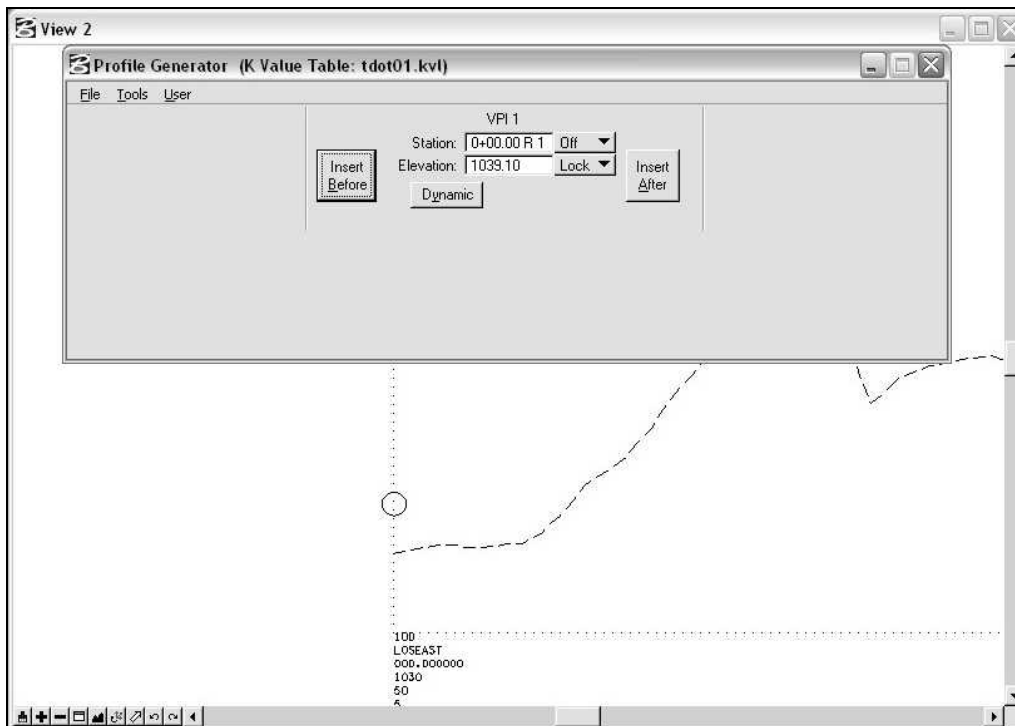 View 2
Profile Generator (K Value Table: tdot01.kvl)
File Tools User
VPI 1
Station: 0+00.00 R 1 Off
Elevation: 1039.10 Lock
Insert Before
Insert After
Dynamic
100
LOSEAST
000.000000
1030
50